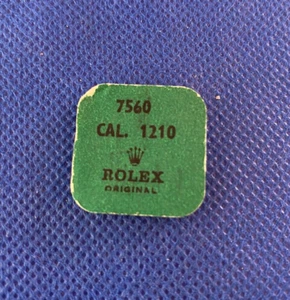 7560
CAL. 1210
ROLEX
ORIGINAL